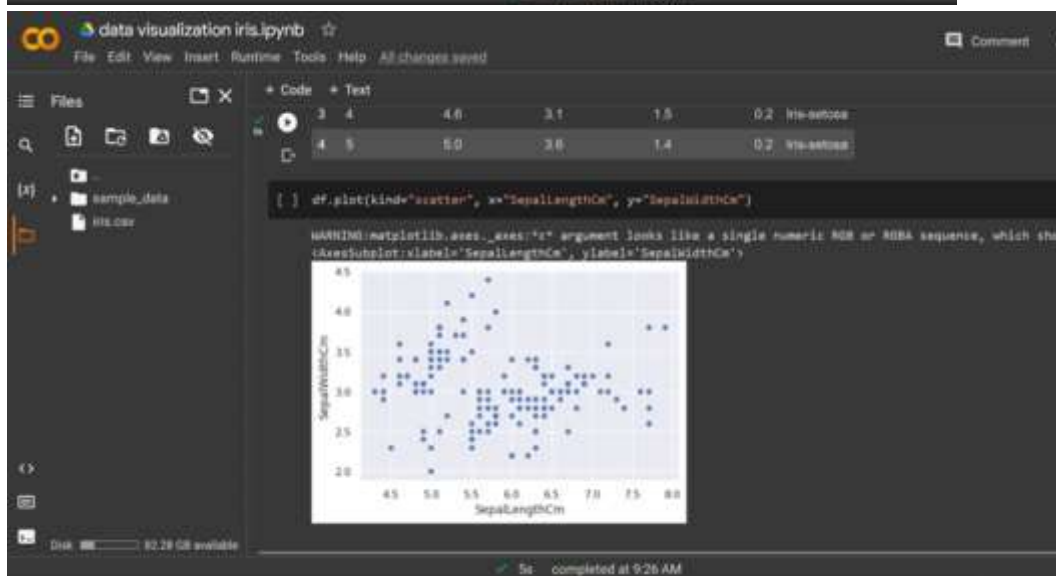 data visualization iris.ipynb
File Edit View Insert Runtime Tools Help All changes saved
Comment
Files
+ Code + Text
3 4 4.6 3.1 1.5 0.2 Iris-setosa
4 5 5.0 3.6 1.4 0.2 Iris-setosa
..
sample_data
iris.csv
{x}
[ ] df.plot(kind="scatter", x="SepalLengthCm", y="SepalWidthCm")
WARNING:matplotlib.axes._axes:*c* argument looks like a single numeric RGB or RGBA sequence, which sho
<AxesSubplot:xlabel='SepalLengthCm', ylabel='SepalWidthCm'>
4.5
4.0
3.5
3.0
2.5
2.0
SepalWidthCm
4.5 5.0 5.5 6.0 6.5 7.0 7.5 8.0
SepalLengthCm
Disk 82.28 GB available
5s completed at 9:26 AM